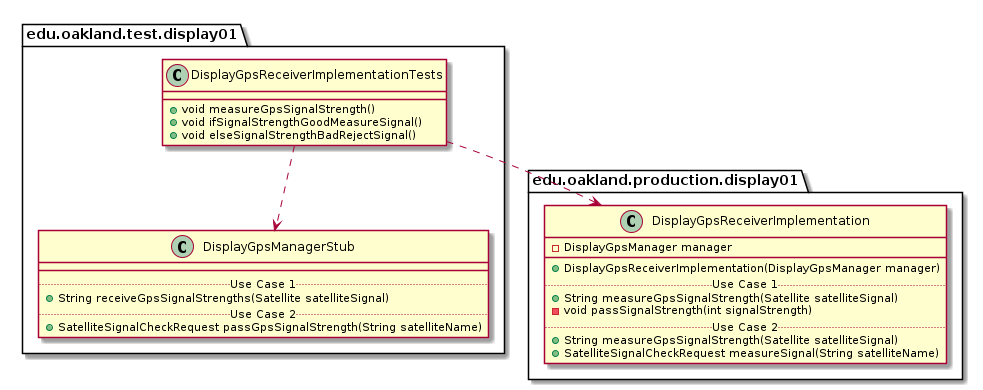 edu.oakland.test.display01
C DisplayGpsReceiverImplementationTests
void measureGpsSignalStrength()
void ifSignalStrengthGoodMeasureSignal()
void elseSignalStrengthBadRejectSignal()
C DisplayGpsManagerStub
Use Case 1
String receiveGpsSignalStrengths(Satellite satelliteSignal)
Use Case 2
SatelliteSignalCheckRequest passGpsSignalStrength(String satelliteName)
edu.oakland.production.display01
C DisplayGpsReceiverImplementation
DisplayGpsManager manager
DisplayGpsReceiverImplementation(DisplayGpsManager manager)
Use Case 1
String measureGpsSignalStrength(Satellite satelliteSignal)
void passSignalStrength(int signalStrength)
Use Case 2
String measureGpsSignalStrength(Satellite satelliteSignal)
SatelliteSignalCheckRequest measureSignal(String satelliteName)